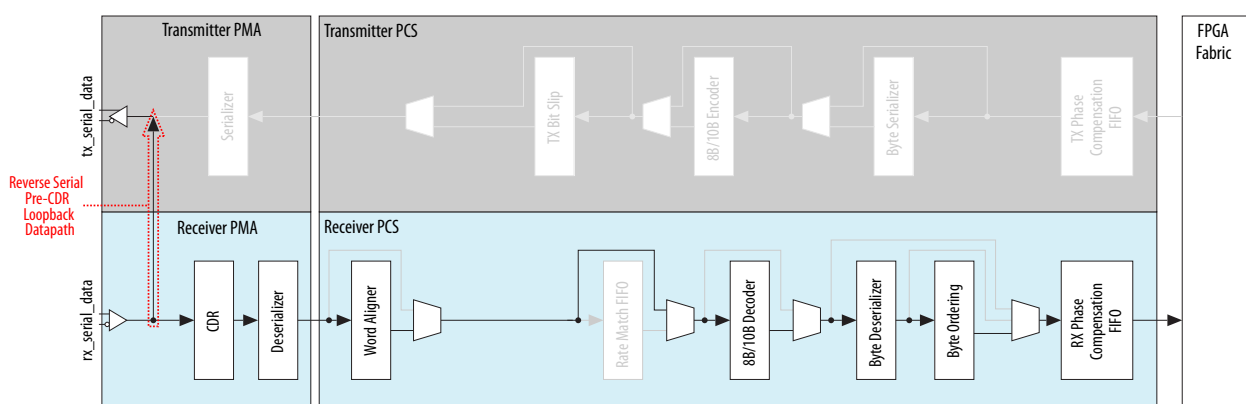 Transmitter PMA
Transmitter PCS
FPGA
Fabric
tx_serial_data
Serializer
TX Bit Slip
8B/10B Encoder
Byte Serializer
TX Phase
Compensation
FIFO
Reverse Serial
Pre-CDR
Loopback
Datapath
Receiver PMA
Receiver PCS
rx_serial_data
CDR
Deserializer
Word Aligner
Rate Match FIFO
8B/10B Decoder
Byte Deserializer
Byte Ordering
RX Phase
Compensation
FIFO